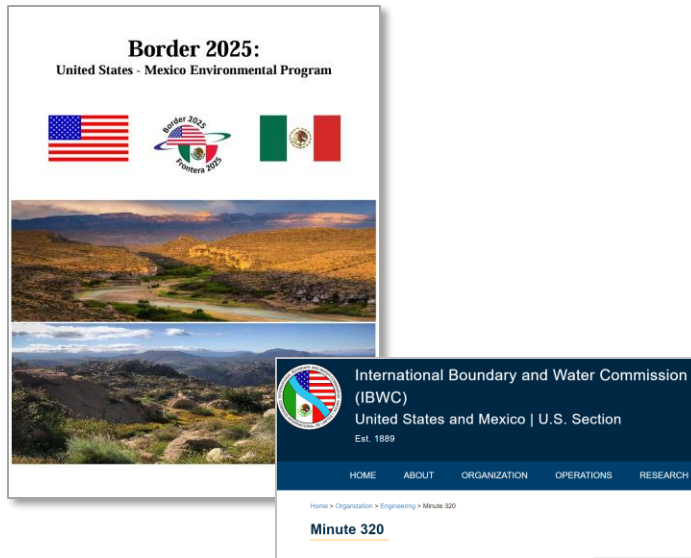 Border 2025:
United States - Mexico Environmental Program
Border 2025
Frontera 2025
International Boundary and Water Commission
(IBWC)
United States and Mexico | U.S. Section
Est. 1889
HOME ABOUT ORGANIZATION OPERATIONS RESEARCH
Home > Organization > Engineering > Minute 320
Minute 320